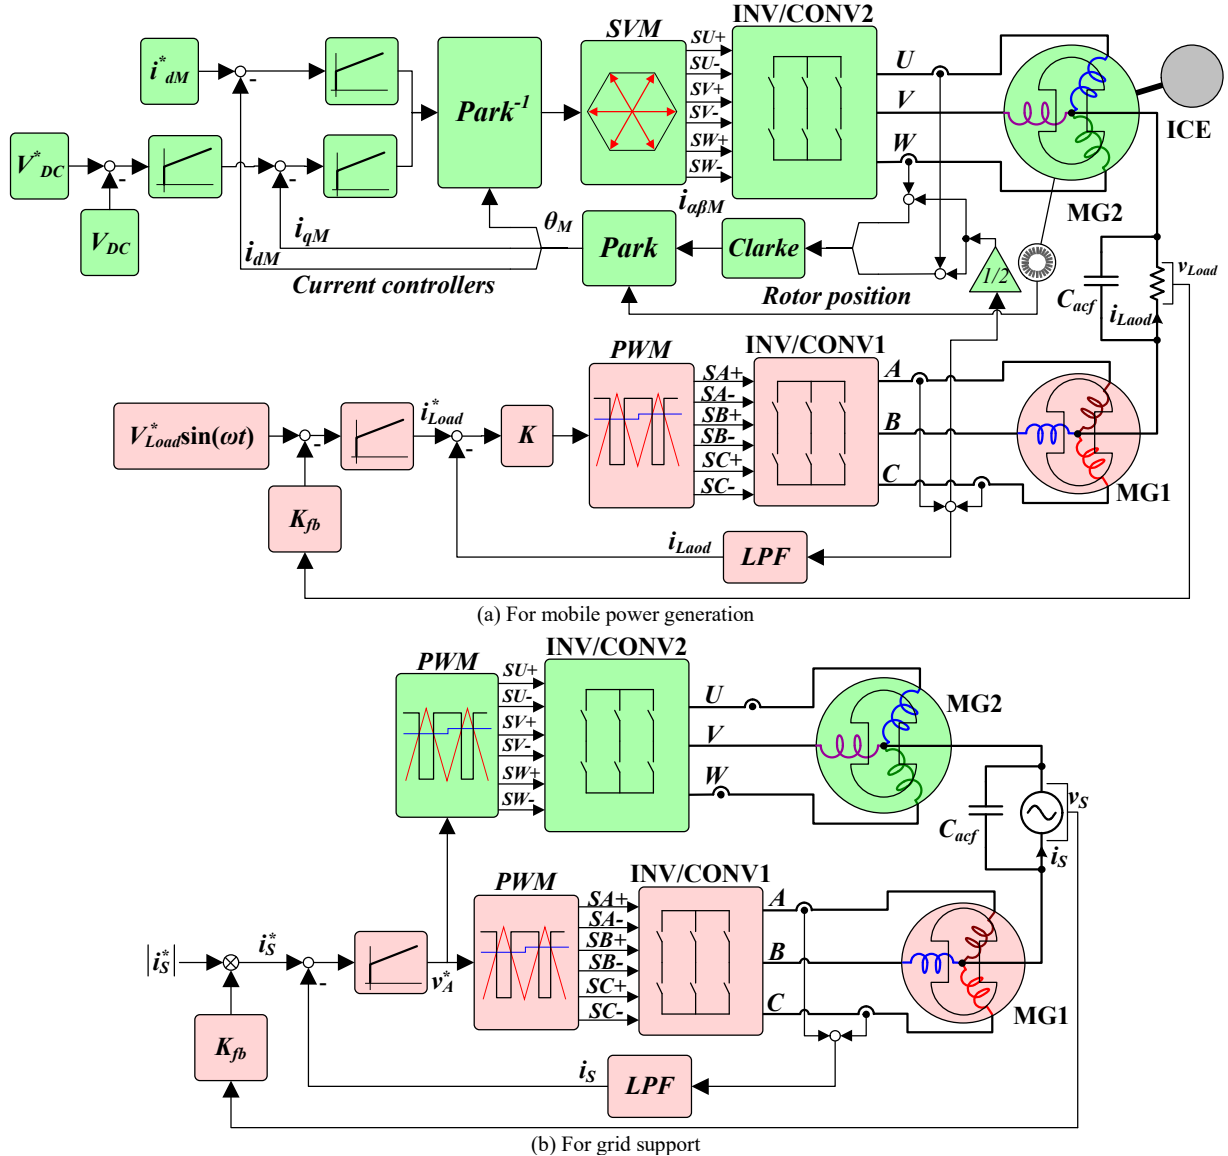 INV/CONV2
SVM
i*dM
-
Park-1
SU+
SU-
SV+
SV-
SW+
SW-
U
V
W
ICE
MG2
V*DC
-
-
VDC
iqM
idM
θM
iαβM
Park
Clarke
1/2
Current controllers
Rotor position
Cacf
vLoad
iLaod
PWM
INV/CONV1
SA+
SA-
SB+
SB-
SC+
SC-
A
B
C
MG1
V*Load sin(ωt)
-
i*Load
-
K
Kfb
iLaod
LPF
(a) For mobile power generation
INV/CONV2
PWM
SU+
SU-
SV+
SV-
SW+
SW-
U
V
W
MG2
Cacf
vS
iS
PWM
INV/CONV1
SA+
SA-
SB+
SB-
SC+
SC-
A
B
C
MG1
|i*S|
i*S
-
v*A
Kfb
iS
LPF
(b) For grid support